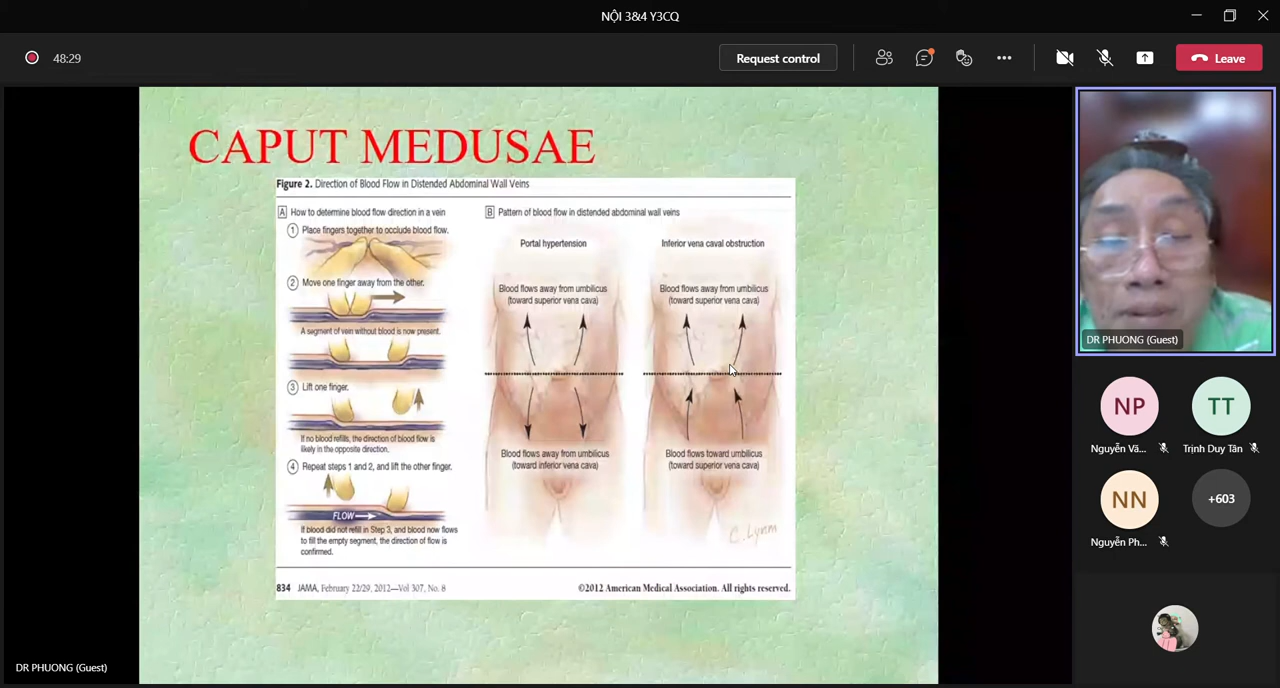 NỘI 3&4 Y3CQ
48:29
Request control
Leave
CAPUT MEDUSAE
Figure 2. Direction of Blood Flow in Distended Abdominal Wall Veins
A How to determine blood flow direction in a vein
1 Place fingers together to occlude blood flow.
2 Move one finger away from the other.
A segment of vein without blood is now present.
3 Lift one finger.
If no blood refills, the direction of blood flow is
likely in the opposite direction.
4 Repeat steps 1 and 2, and lift the other finger.
FLOW
If blood did not refill in Step 3, and blood now flows
to fill the empty segment, the direction of flow is
confirmed.
B Pattern of blood flow in distended abdominal wall veins
Portal hypertension
Blood flows away from umbilicus
(toward superior vena cava)
Blood flows away from umbilicus
(toward inferior vena cava)
Inferior vena caval obstruction
Blood flows away from umbilicus
(toward superior vena cava)
Blood flows toward umbilicus
(toward superior vena cava)
C. Lynm
834 JAMA, February 22/29, 2012—Vol 307, No. 8
©2012 American Medical Association. All rights reserved.
DR PHUONG (Guest)
DR PHUONG (Guest)
NP
Nguyễn Vă...
TT
Trịnh Duy Tân
NN
Nguyễn Ph...
+603